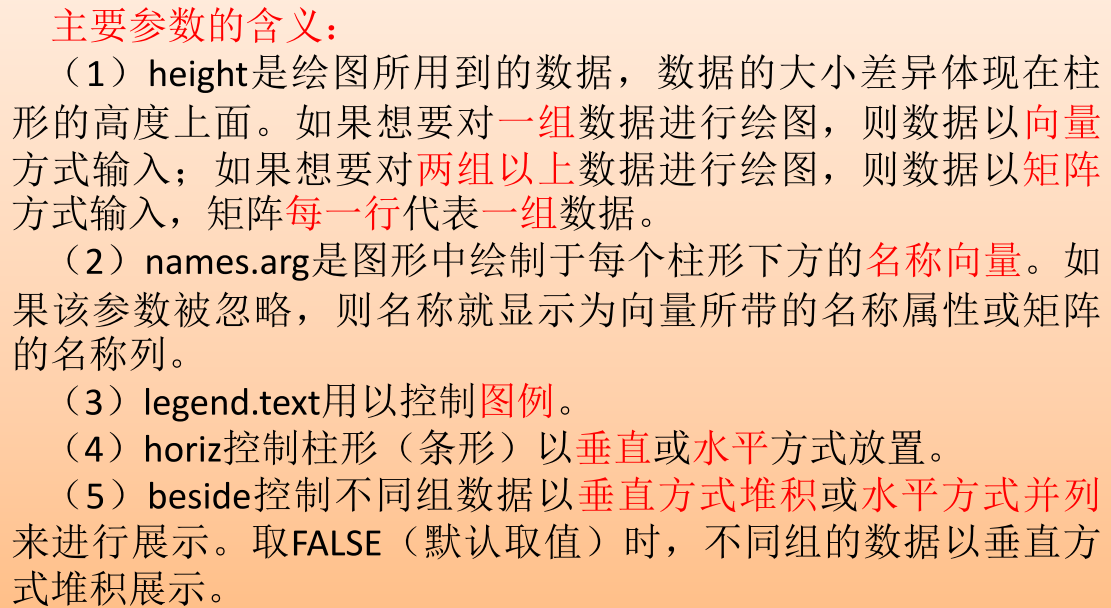 主要参数的含义：
（1）height是绘图所用到的数据，数据的大小差异体现在柱
形的高度上面。如果想要对一组数据进行绘图，则数据以向量
方式输入；如果想要对两组以上数据进行绘图，则数据以矩阵
方式输入，矩阵每一行代表一组数据。
（2）names.arg是图形中绘制于每个柱形下方的名称向量。如
果该参数被忽略，则名称就显示为向量所带的名称属性或矩阵
的名称列。
（3）legend.text用以控制图例。
（4）horiz控制柱形（条形）以垂直或水平方式放置。
（5）beside控制不同组数据以垂直方式堆积或水平方式并列
来进行展示。取FALSE（默认取值）时，不同组的数据以垂直方
式堆积展示。